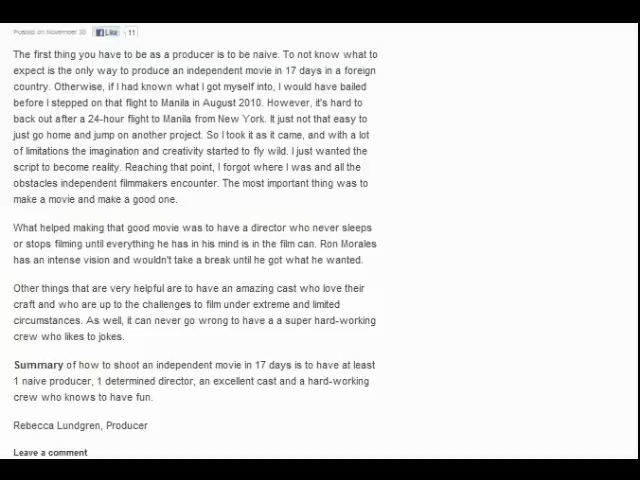 Posted on November 30 Like 11
The first thing you have to be as a producer is to be naive. To not know what to
expect is the only way to produce an independent movie in 17 days in a foreign
country. Otherwise, if I had known what I got myself into, I would have bailed
before I stepped on that flight to Manila in August 2010. However, it's hard to
back out after a 24-hour flight to Manila from New York. It just not that easy to
just go home and jump on another project. So I took it as it came, and with a lot
of limitations the imagination and creativity started to fly wild. I just wanted the
script to become reality. Reaching that point, I forgot where I was and all the
obstacles independent filmmakers encounter. The most important thing was to
make a movie and make a good one.
What helped making that good movie was to have a director who never sleeps
or stops filming until everything he has in his mind is in the film can. Ron Morales
has an intense vision and wouldn't take a break until he got what he wanted.
Other things that are very helpful are to have an amazing cast who love their
craft and who are up to the challenges to film under extreme and limited
circumstances. As well, it can never go wrong to have a a super hard-working
crew who likes to jokes.
Summary of how to shoot an independent movie in 17 days is to have at least
1 naive producer, 1 determined director, an excellent cast and a hard-working
crew who knows to have fun.
Rebecca Lundgren, Producer
Leave a comment